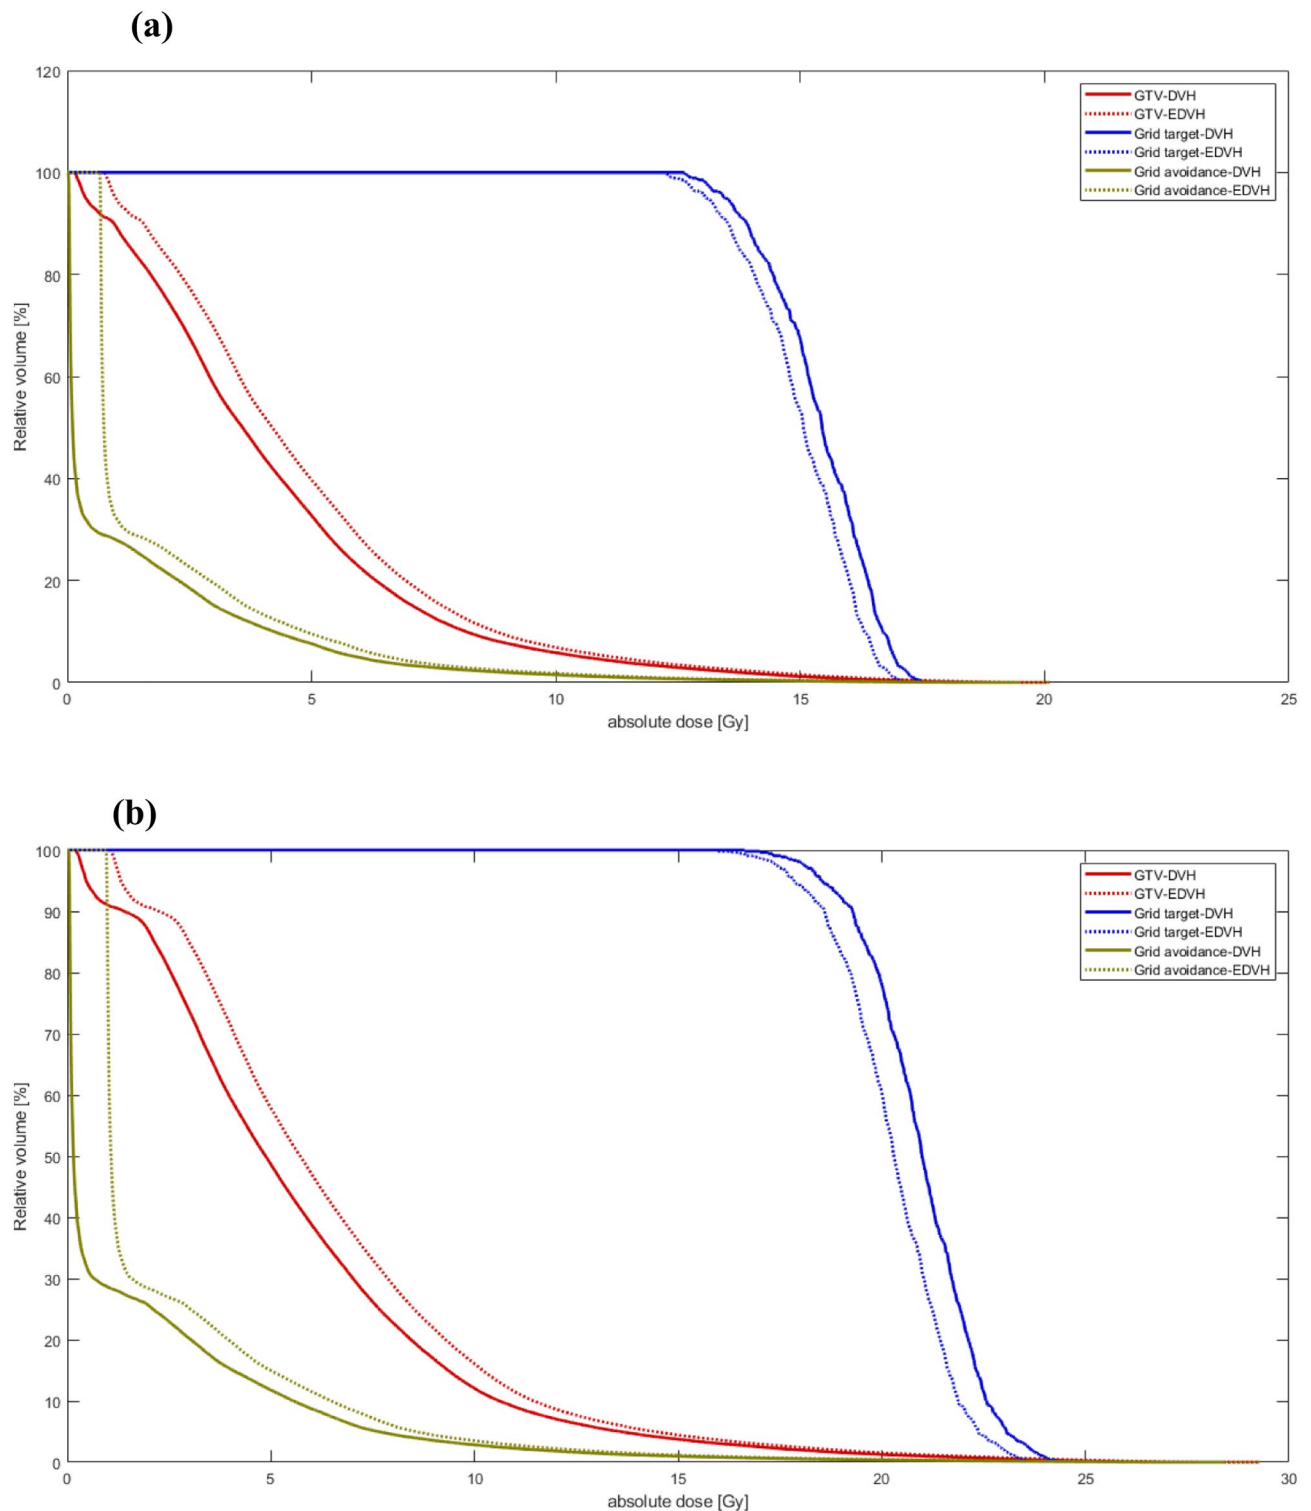 (a)
120
100
80
60
40
20
0
Relative volume [%]
0 5 10 15 20 25
absolute dose [Gy]
GTV-DVH
GTV-EDVH
Grid target-DVH
Grid target-EDVH
Grid avoidance-DVH
Grid avoidance-EDVH
(b)
100
90
80
70
60
50
40
30
20
10
0
Relative volume [%]
0 5 10 15 20 25 30
absolute dose [Gy]
GTV-DVH
GTV-EDVH
Grid target-DVH
Grid target-EDVH
Grid avoidance-DVH
Grid avoidance-EDVH